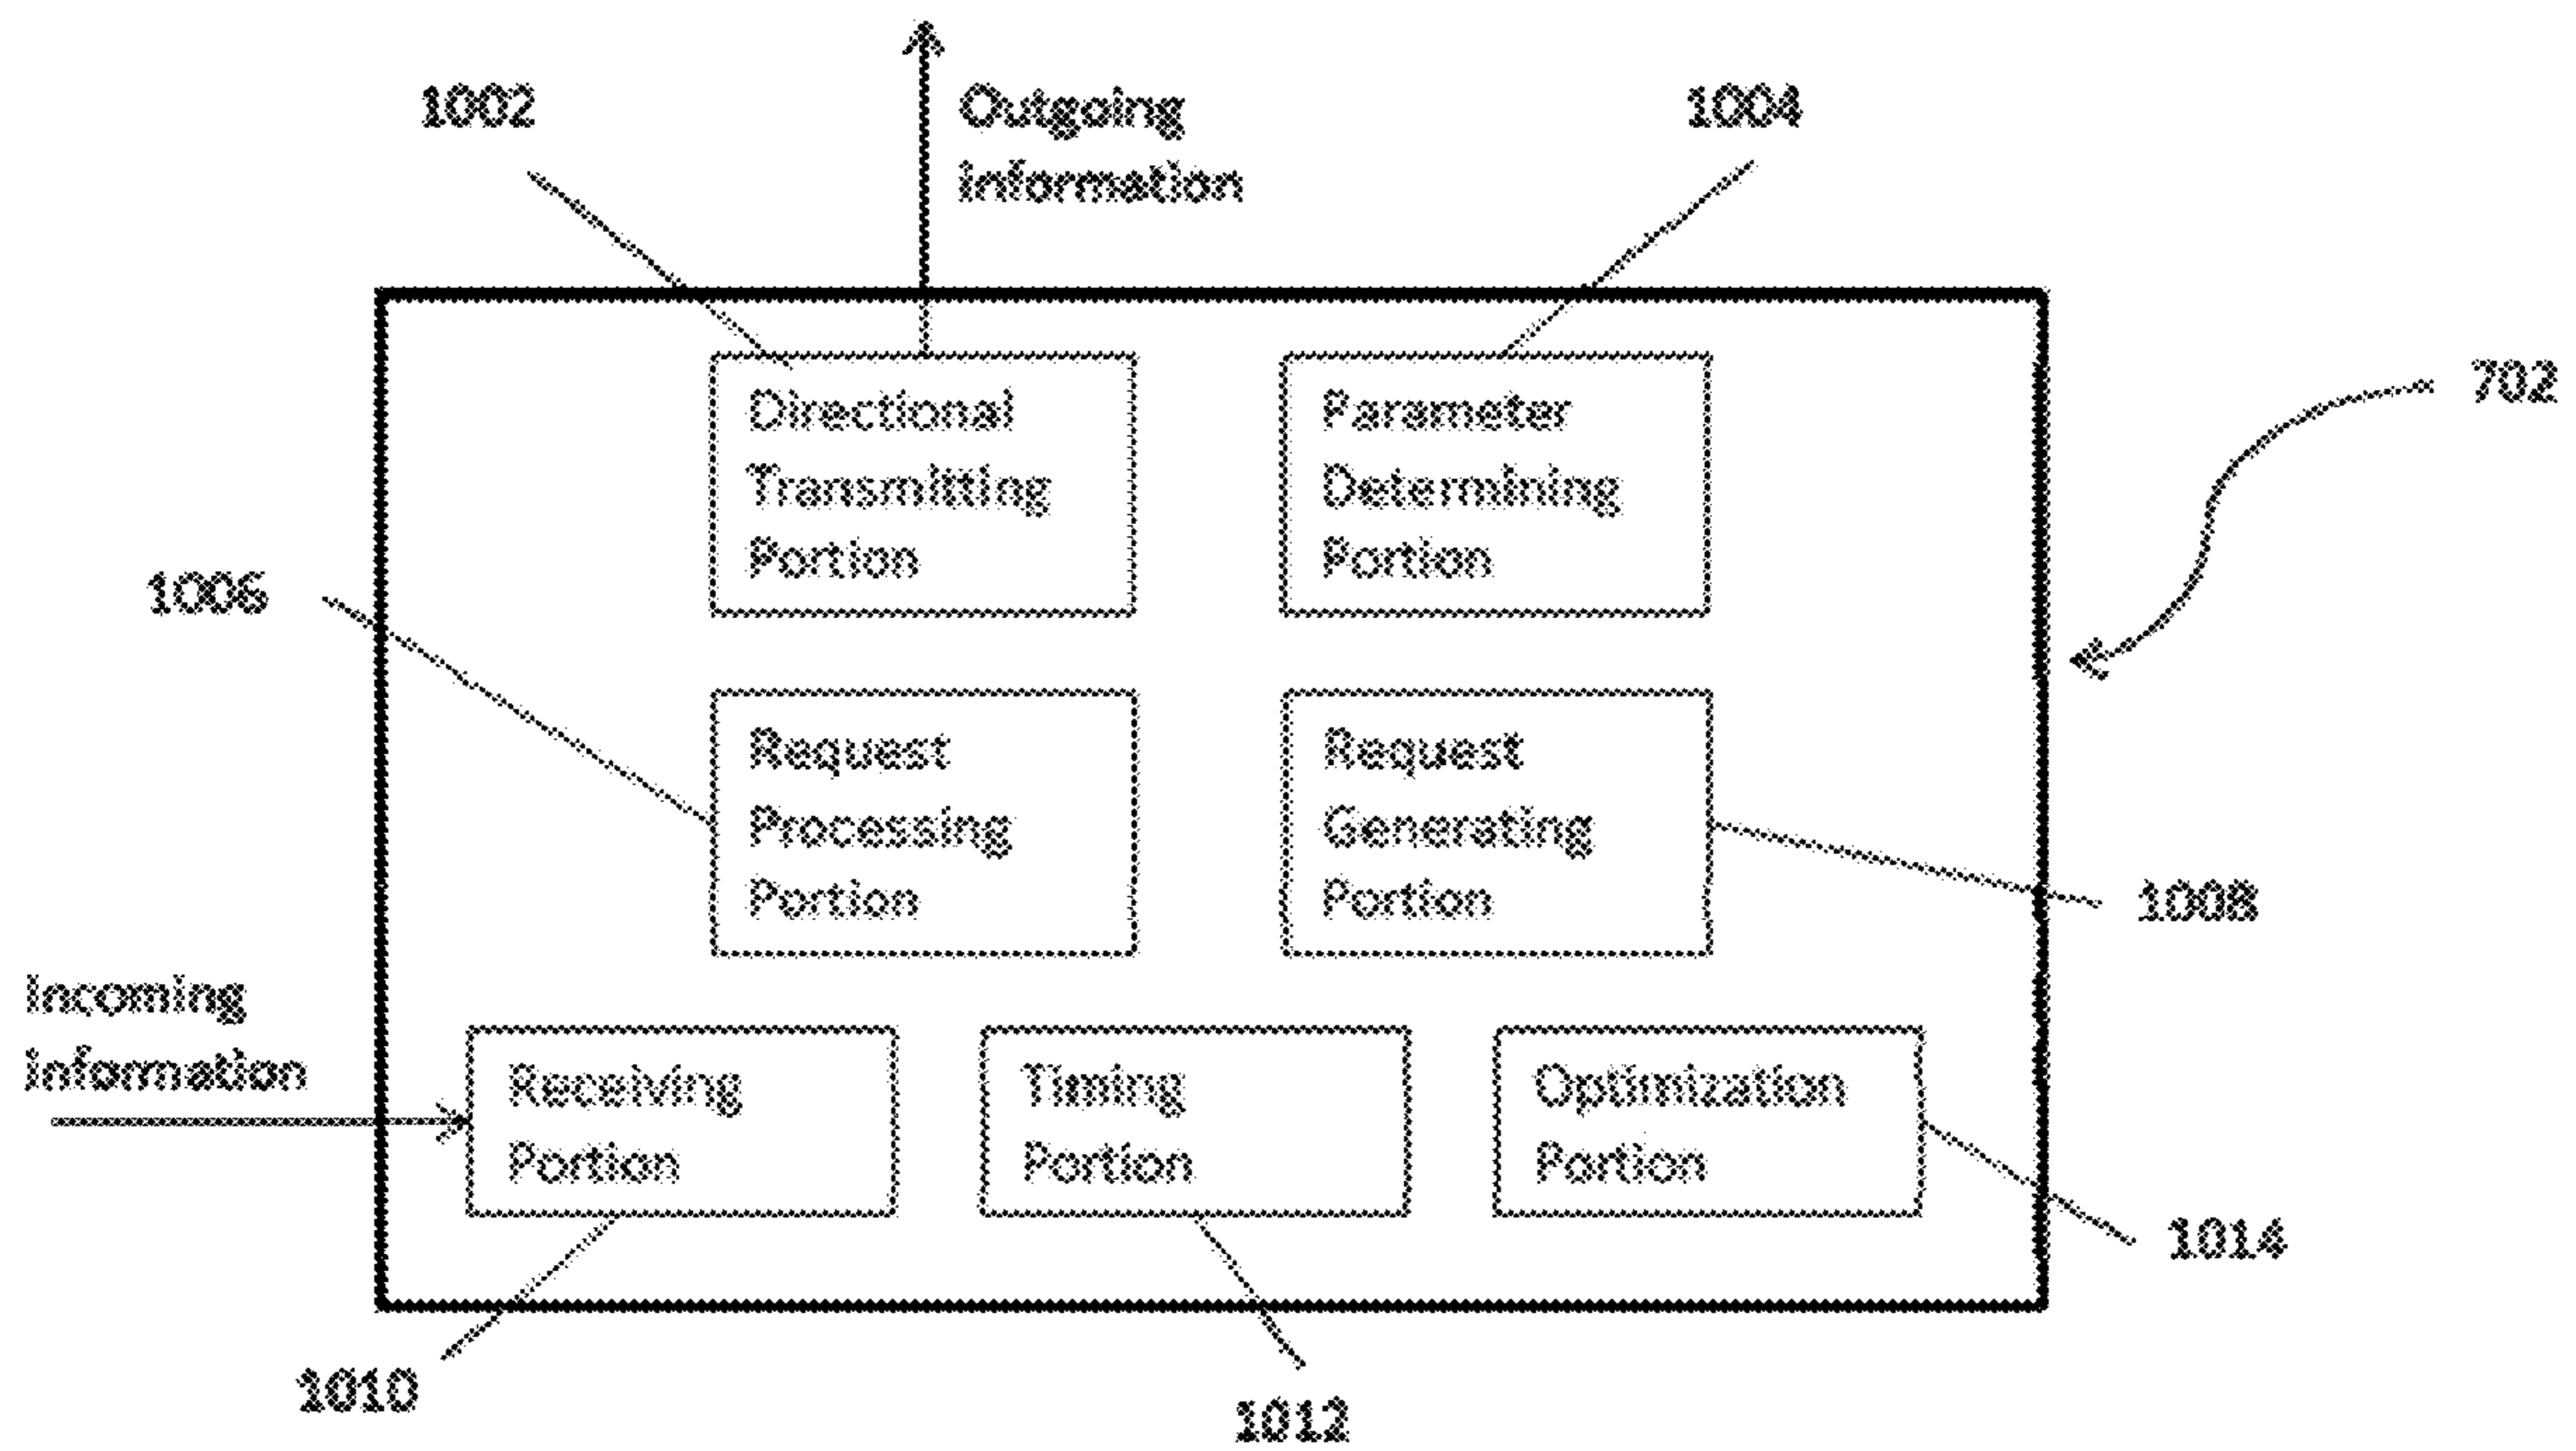 1002
Outgoing
information
1004
702
Directional
Transmitting
Portion
Parameter
Determining
Portion
1006
Request
Processing
Portion
Request
Generating
Portion
1008
Incoming
information
Receiving
Portion
Timing
Portion
Optimization
Portion
1014
1010
1012